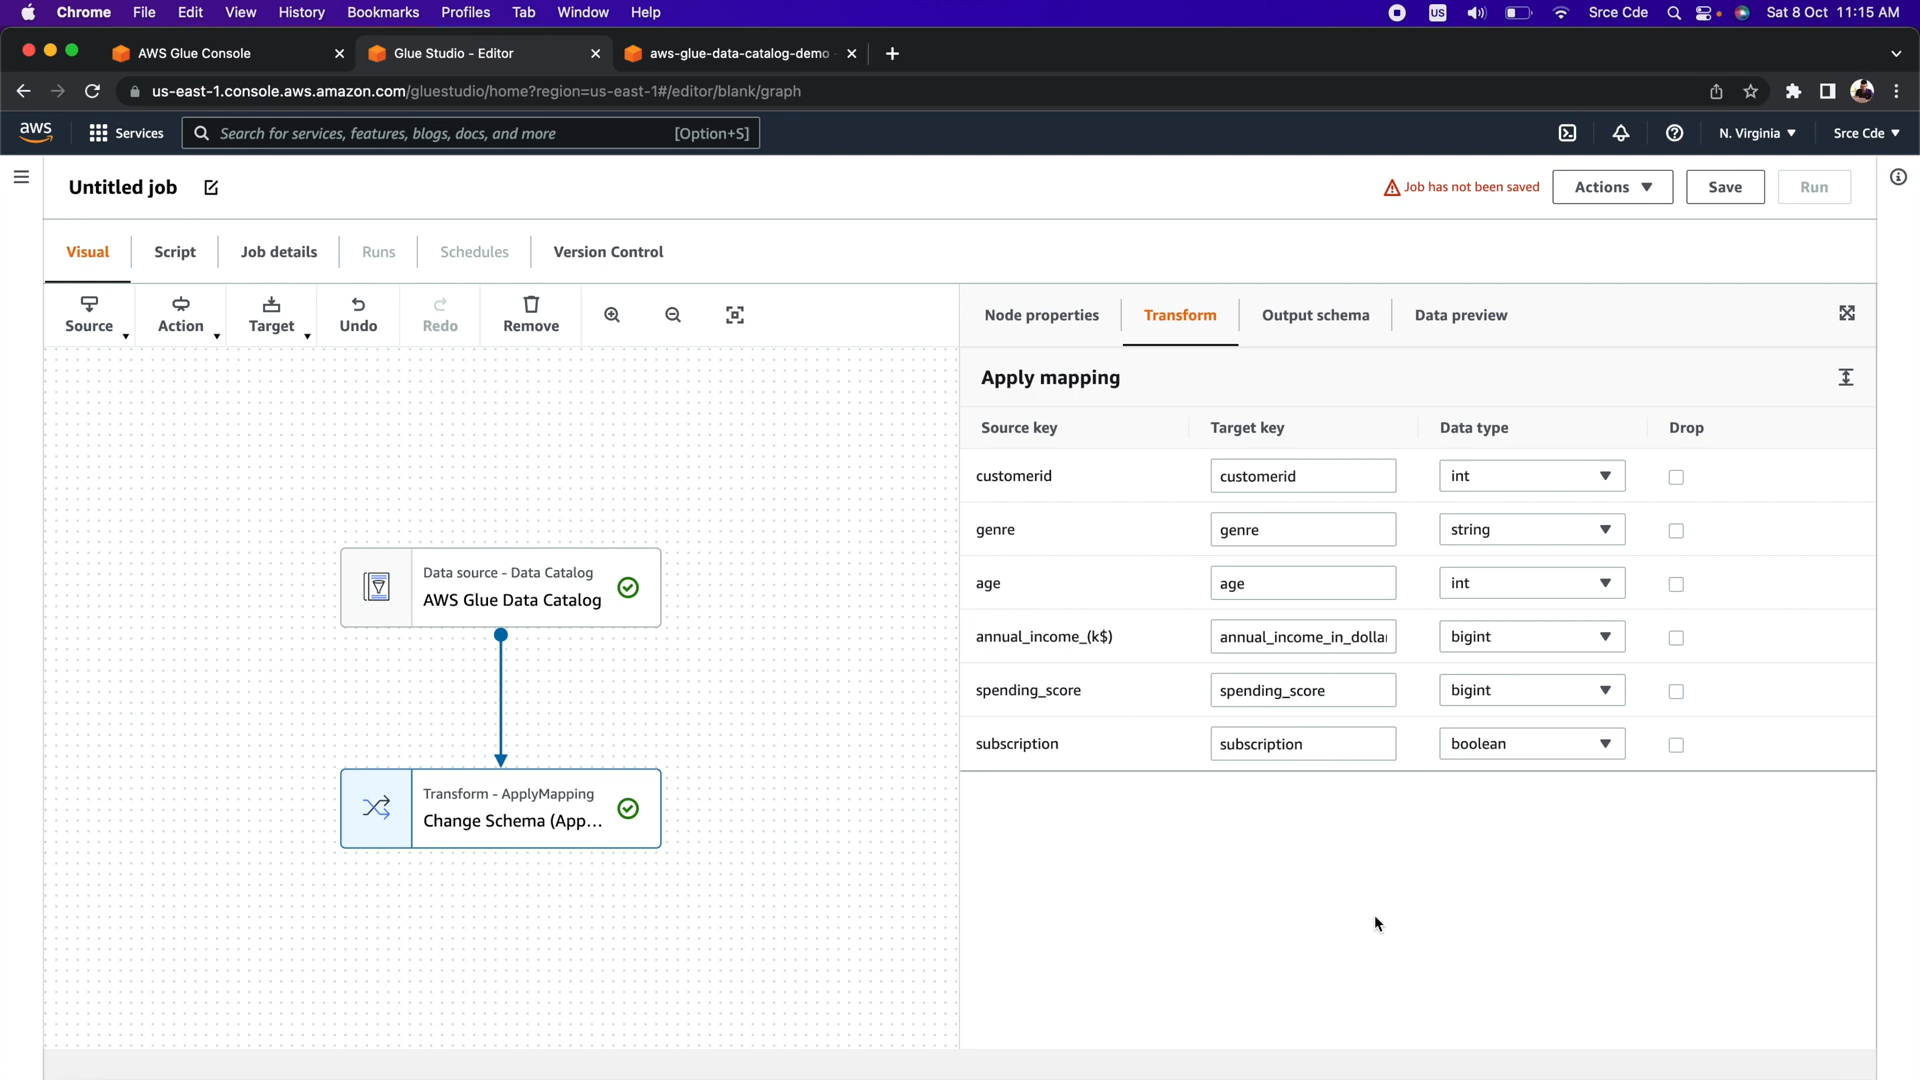 Chrome File Edit View History Bookmarks Profiles Tab Window Help US Srce Cde Sat 8 Oct 11:15 AM
AWS Glue Console Glue Studio - Editor aws-glue-data-catalog-demo
us-east-1.console.aws.amazon.com/gluestudio/home?region=us-east-1#/editor/blank/graph
aws Services Search for services, features, blogs, docs, and more [Option+S] N. Virginia Srce Cde
Untitled job Job has not been saved Actions Save Run
Visual Script Job details Runs Schedules Version Control
Source Action Target Undo Redo Remove
Node properties Transform Output schema Data preview
Apply mapping
Source key Target key Data type Drop
customerid customerid int
genre genre string
age age int
annual_income_(k$) annual_income_in_dollar bigint
spending_score spending_score bigint
subscription subscription boolean
Data source - Data Catalog
AWS Glue Data Catalog
Transform - ApplyMapping
Change Schema (App...